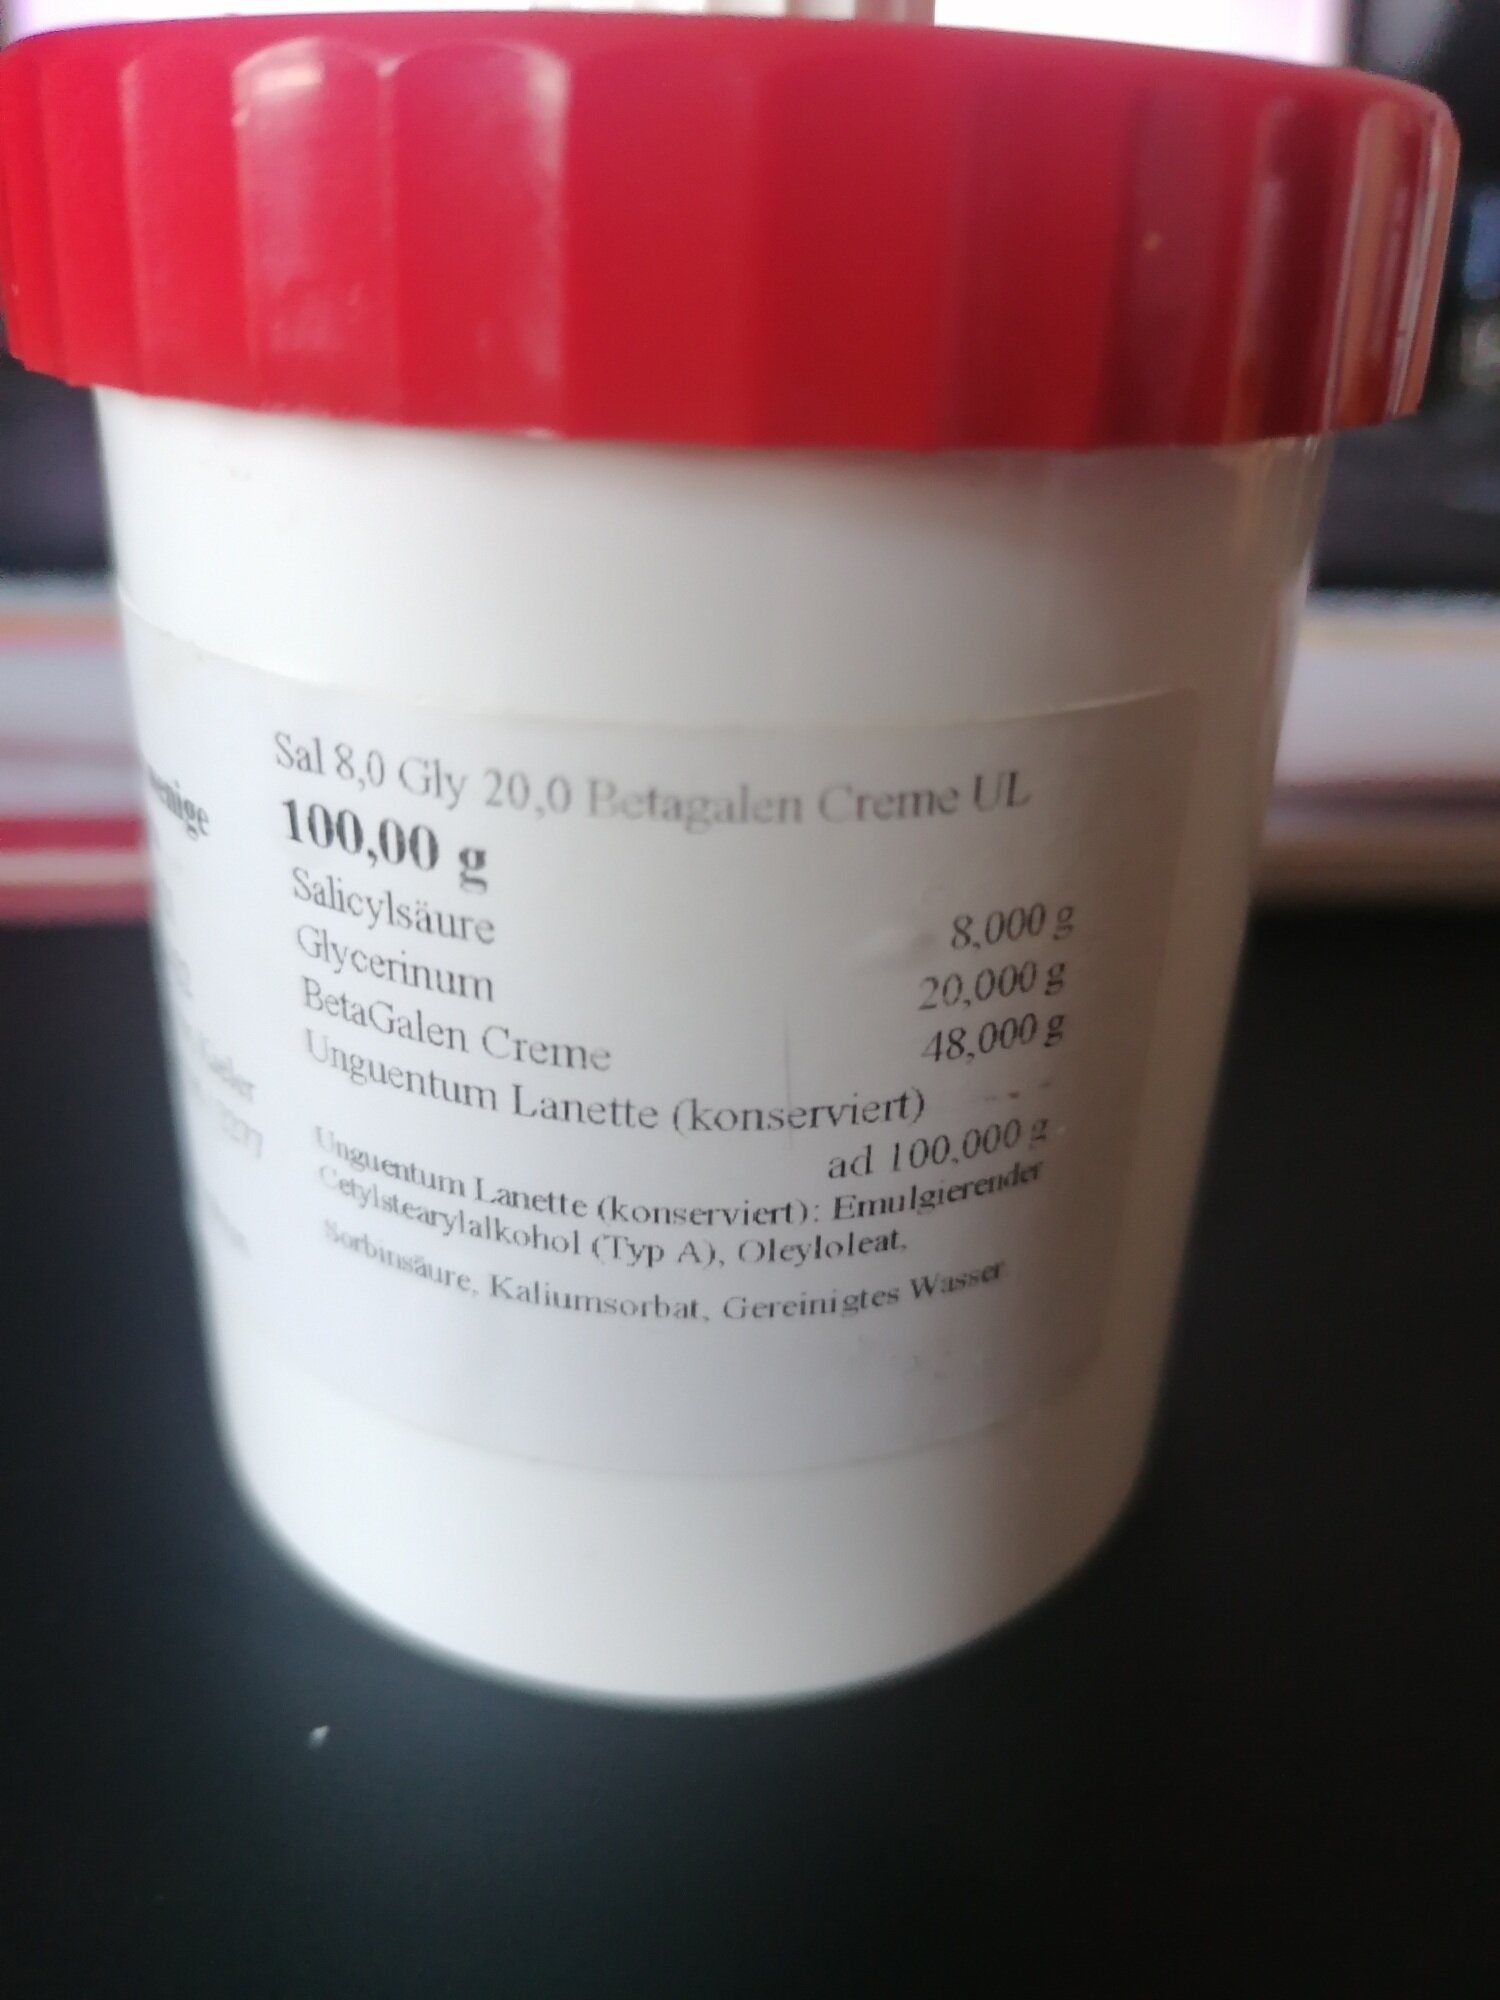 Sal 8,0 Gly 20,0 Betagalen Creme UL
100,00 g
Salicylsäure 8,000 g
Glycerinum 20,000 g
BetaGalen Creme 48,000 g
Unguentum Lanette (konserviert)
ad 100,000 g
Unguentum Lanette (konserviert): Emulgierender
Cetylstearylalkohol (Typ A), Oleyloleat,
Sorbinsäure, Kaliumsorbat, Gereinigtes Wasser